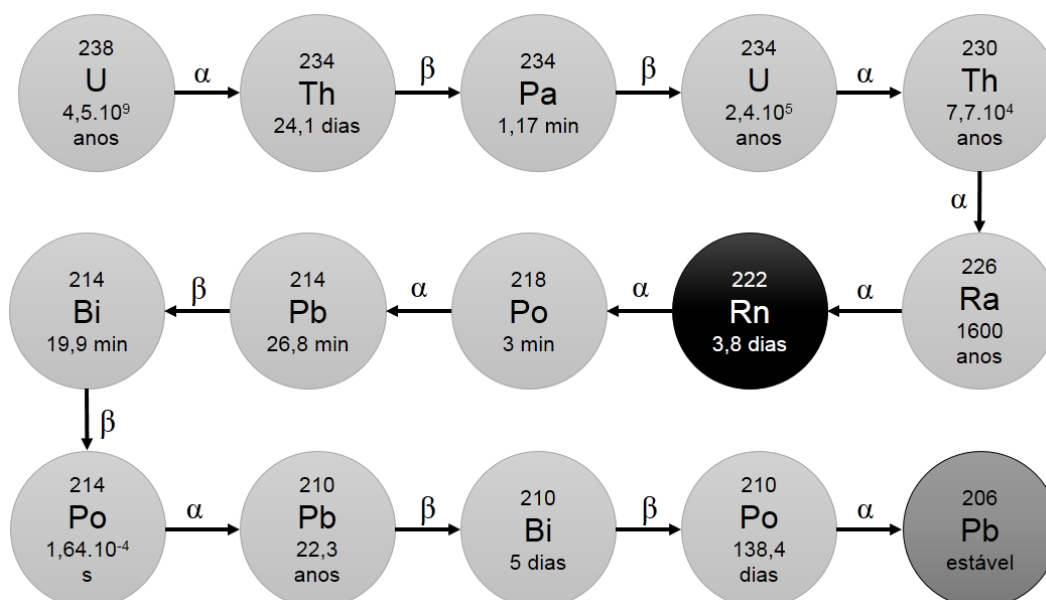 238
U
4,5.10⁹
anos
α
234
Th
24,1 dias
β
234
Pa
1,17 min
β
234
U
2,4.10⁵
anos
α
230
Th
7,7.10⁴
anos
α
226
Ra
1600
anos
α
222
Rn
3,8 dias
α
218
Po
3 min
α
214
Pb
26,8 min
β
214
Bi
19,9 min
β
214
Po
1,64.10⁻⁴
s
α
210
Pb
22,3
anos
β
210
Bi
5 dias
β
210
Po
138,4
dias
α
206
Pb
estável